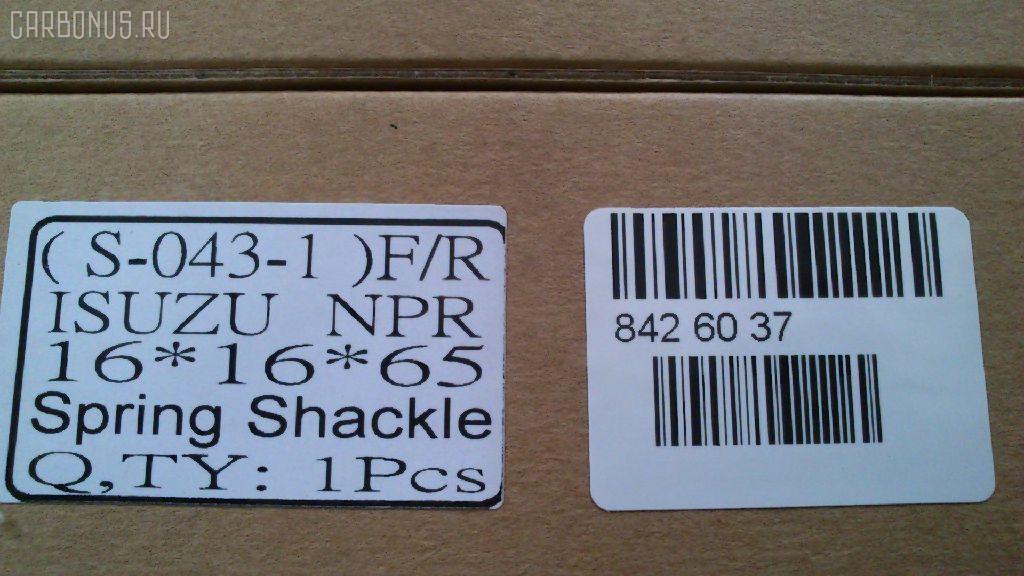 CARBONUS.RU
( S-043-1 )F/R
ISUZU NPR
16*16*65
Spring Shackle
Q,TY: 1Pcs
842 60 37